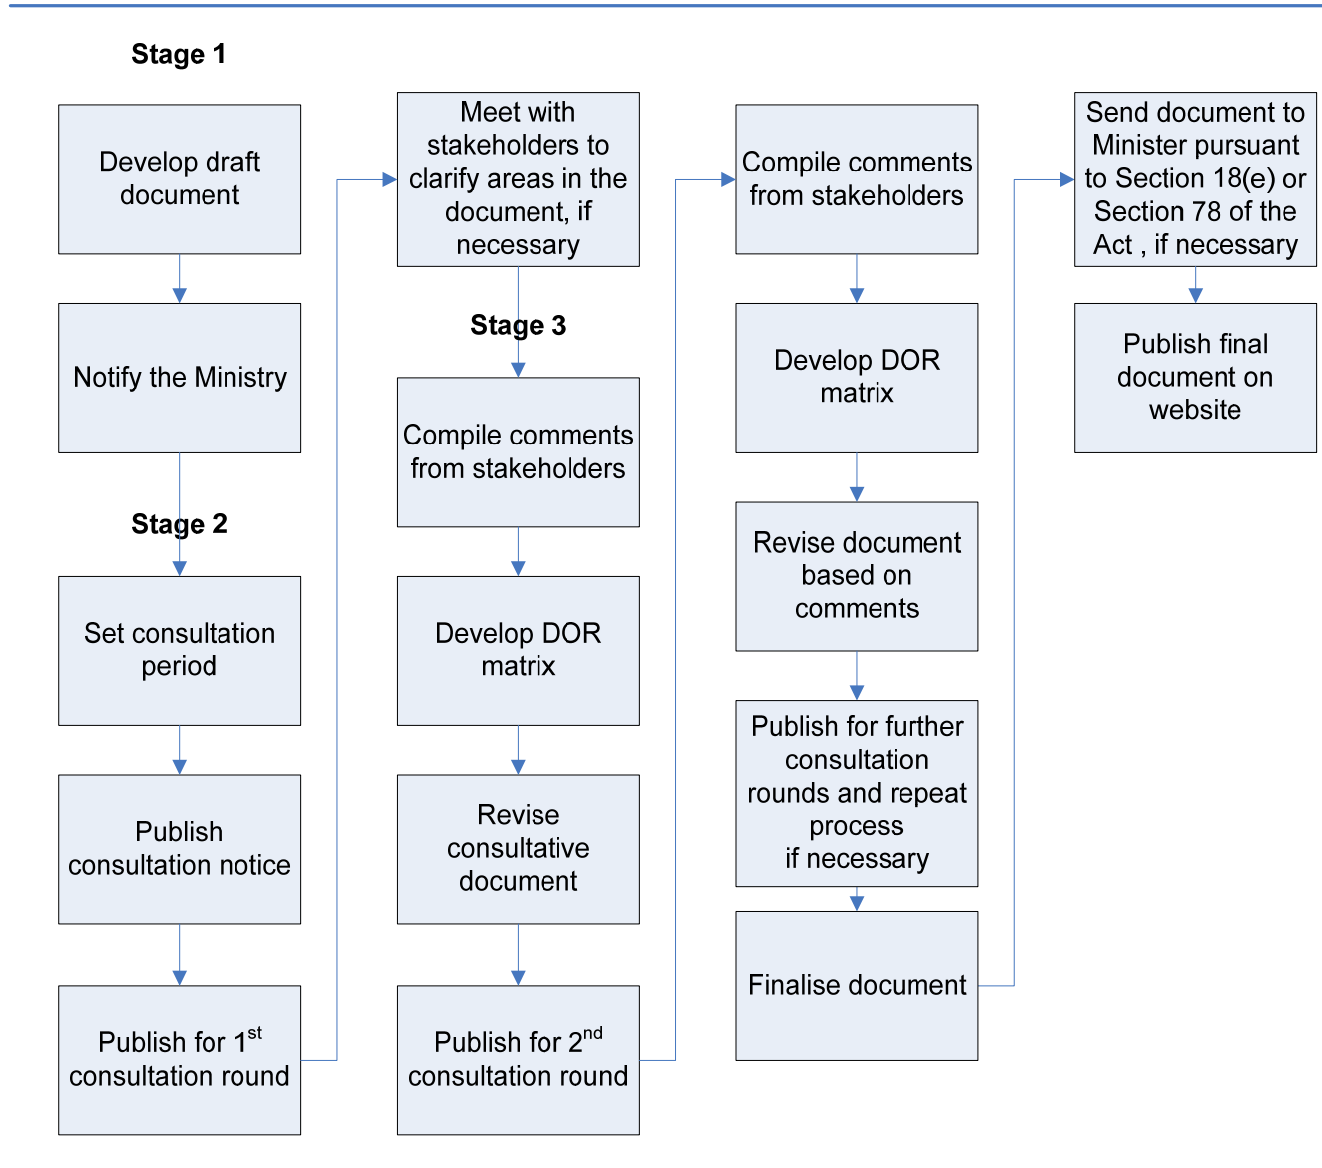 Stage 1
Develop draft
document
Notify the Ministry
Stage 2
Set consultation
period
Publish
consultation notice
Publish for 1st
consultation round
Meet with
stakeholders to
clarify areas in the
document, if
necessary
Stage 3
Compile comments
from stakeholders
Develop DOR
matrix
Revise
consultative
document
Publish for 2nd
consultation round
Compile comments
from stakeholders
Develop DOR
matrix
Revise document
based on
comments
Publish for further
consultation
rounds and repeat
process
if necessary
Finalise document
Send document to
Minister pursuant
to Section 18(e) or
Section 78 of the
Act , if necessary
Publish final
document on
website